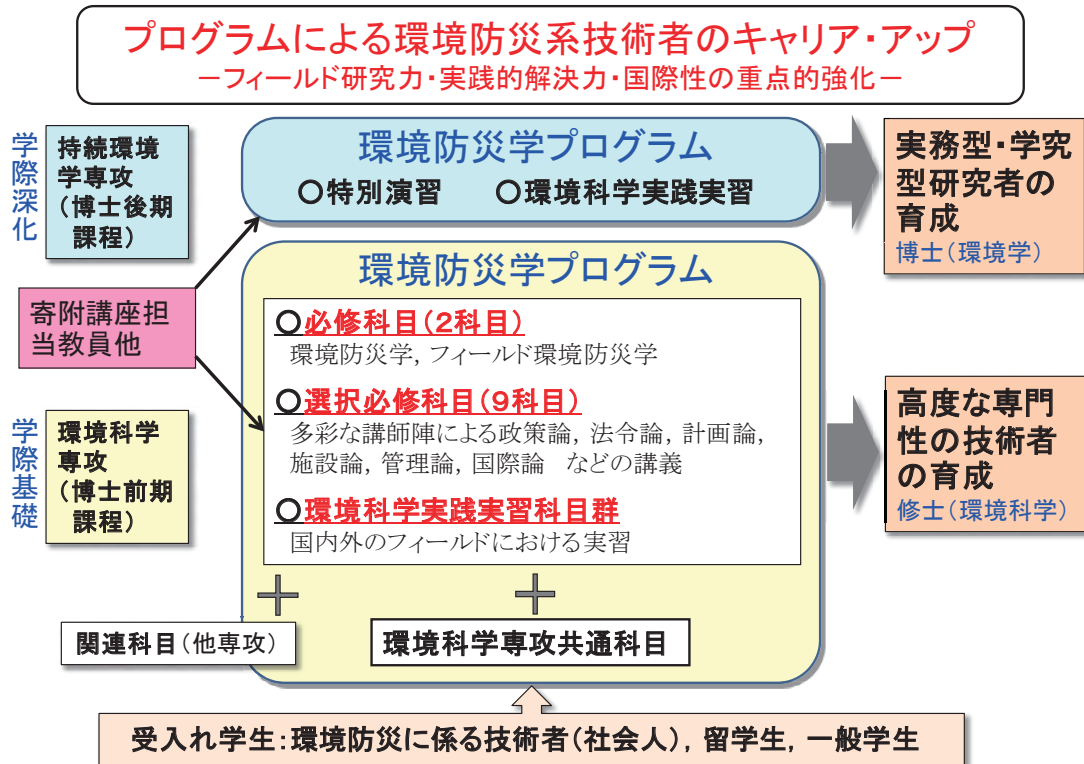 プログラムによる環境防災系技術者のキャリア・アップ
－フィールド研究力・実践的解決力・国際性の重点的強化－
学際深化
持続環境
学専攻
(博士後期
課程)
環境防災学プログラム
○特別演習　○環境科学実践実習
実務型・学究
型研究者の
育成
博士(環境学)
寄附講座担
当教員他
環境防災学プログラム
○必修科目(2科目)
環境防災学, フィールド環境防災学
○選択必修科目(9科目)
多彩な講師陣による政策論, 法令論, 計画論,
施設論, 管理論, 国際論　などの講義
○環境科学実践実習科目群
国内外のフィールドにおける実習
学際基礎
環境科学
専攻
(博士前期
課程)
高度な専門
性の技術者
の育成
修士(環境科学)
＋
＋
関連科目(他専攻)
環境科学専攻共通科目
受入れ学生:環境防災に係る技術者(社会人), 留学生, 一般学生